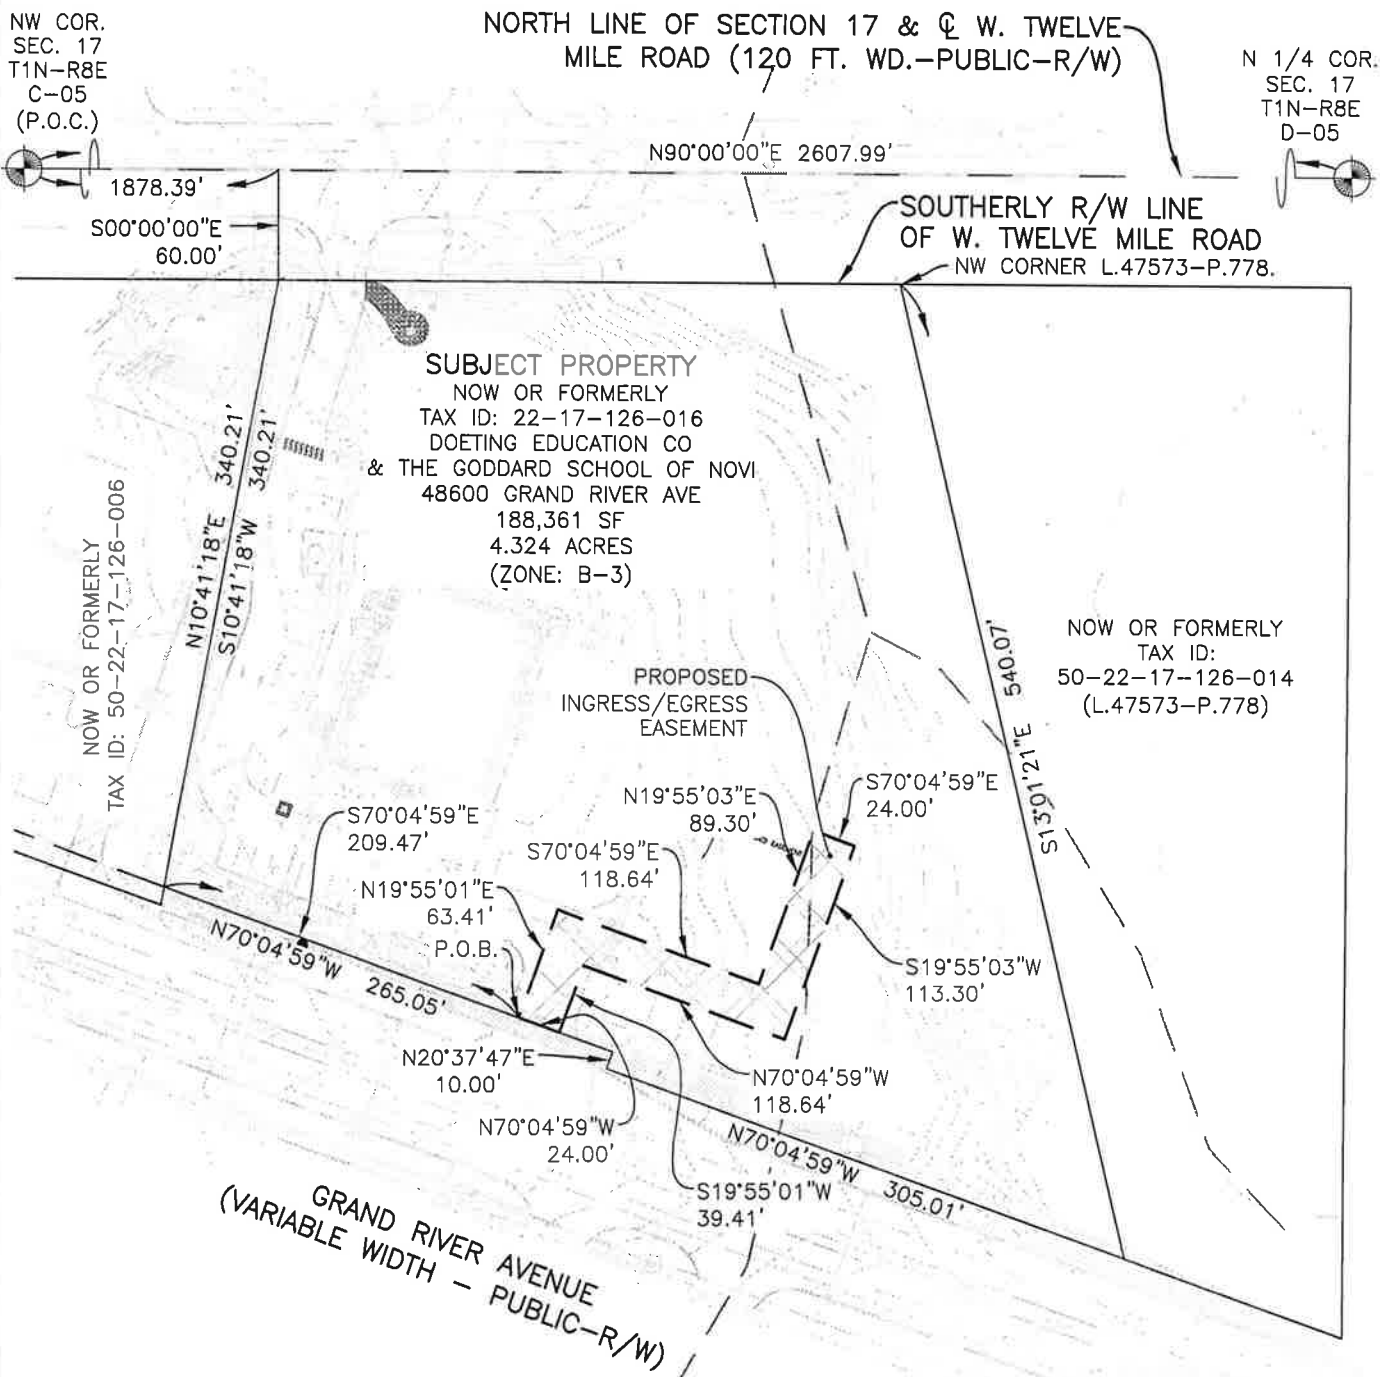 NW COR.
SEC. 17
T1N-R8E
C-05
(P.O.C.)
NORTH LINE OF SECTION 17 & ℄ W. TWELVE
MILE ROAD (120 FT. WD.-PUBLIC-R/W)
N 1/4 COR.
SEC. 17
T1N-R8E
D-05
N90°00'00"E 2607.99'
1878.39'
S00°00'00"E
60.00'
SOUTHERLY R/W LINE
OF W. TWELVE MILE ROAD
NW CORNER L.47573-P.778.
SUBJECT PROPERTY
NOW OR FORMERLY
TAX ID: 22-17-126-016
DOETING EDUCATION CO
& THE GODDARD SCHOOL OF NOVI
48600 GRAND RIVER AVE
188,361 SF
4.324 ACRES
(ZONE: B-3)
N10°41'18"E 340.21'
S10°41'18"W 340.21'
NOW OR FORMERLY
TAX ID: 50-22-17-126-006
NOW OR FORMERLY
TAX ID:
50-22-17-126-014
(L.47573-P.778)
S13°01'21"E 540.07'
PROPOSED
INGRESS/EGRESS
EASEMENT
S70°04'59"E
24.00'
N19°55'03"E
89.30'
S70°04'59"E
209.47'
S70°04'59"E
118.64'
N19°55'01"E
63.41'
P.O.B.
N70°04'59"W 265.05'
S19°55'03"W
113.30'
N20°37'47"E
10.00'
N70°04'59"W
118.64'
N70°04'59"W
24.00'
N70°04'59"W 305.01'
S19°55'01"W
39.41'
GRAND RIVER AVENUE
(VARIABLE WIDTH - PUBLIC-R/W)